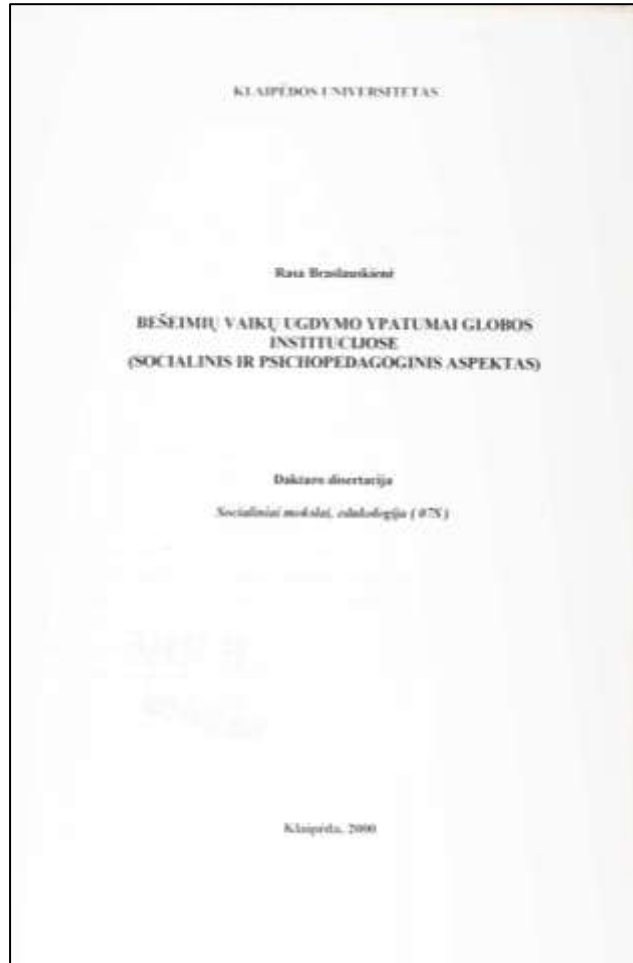 KLAIPĖDOS UNIVERSITETAS
Rasa Braslauskienė
BEŠEIMIŲ VAIKŲ UGDYMO YPATUMAI GLOBOS
INSTITUCIJOSE
(SOCIALINIS IR PSICHOPEDAGOGINIS ASPEKTAS)
Daktaro disertacija
Socialiniai mokslai, edukologija (07S)
Klaipėda, 2000